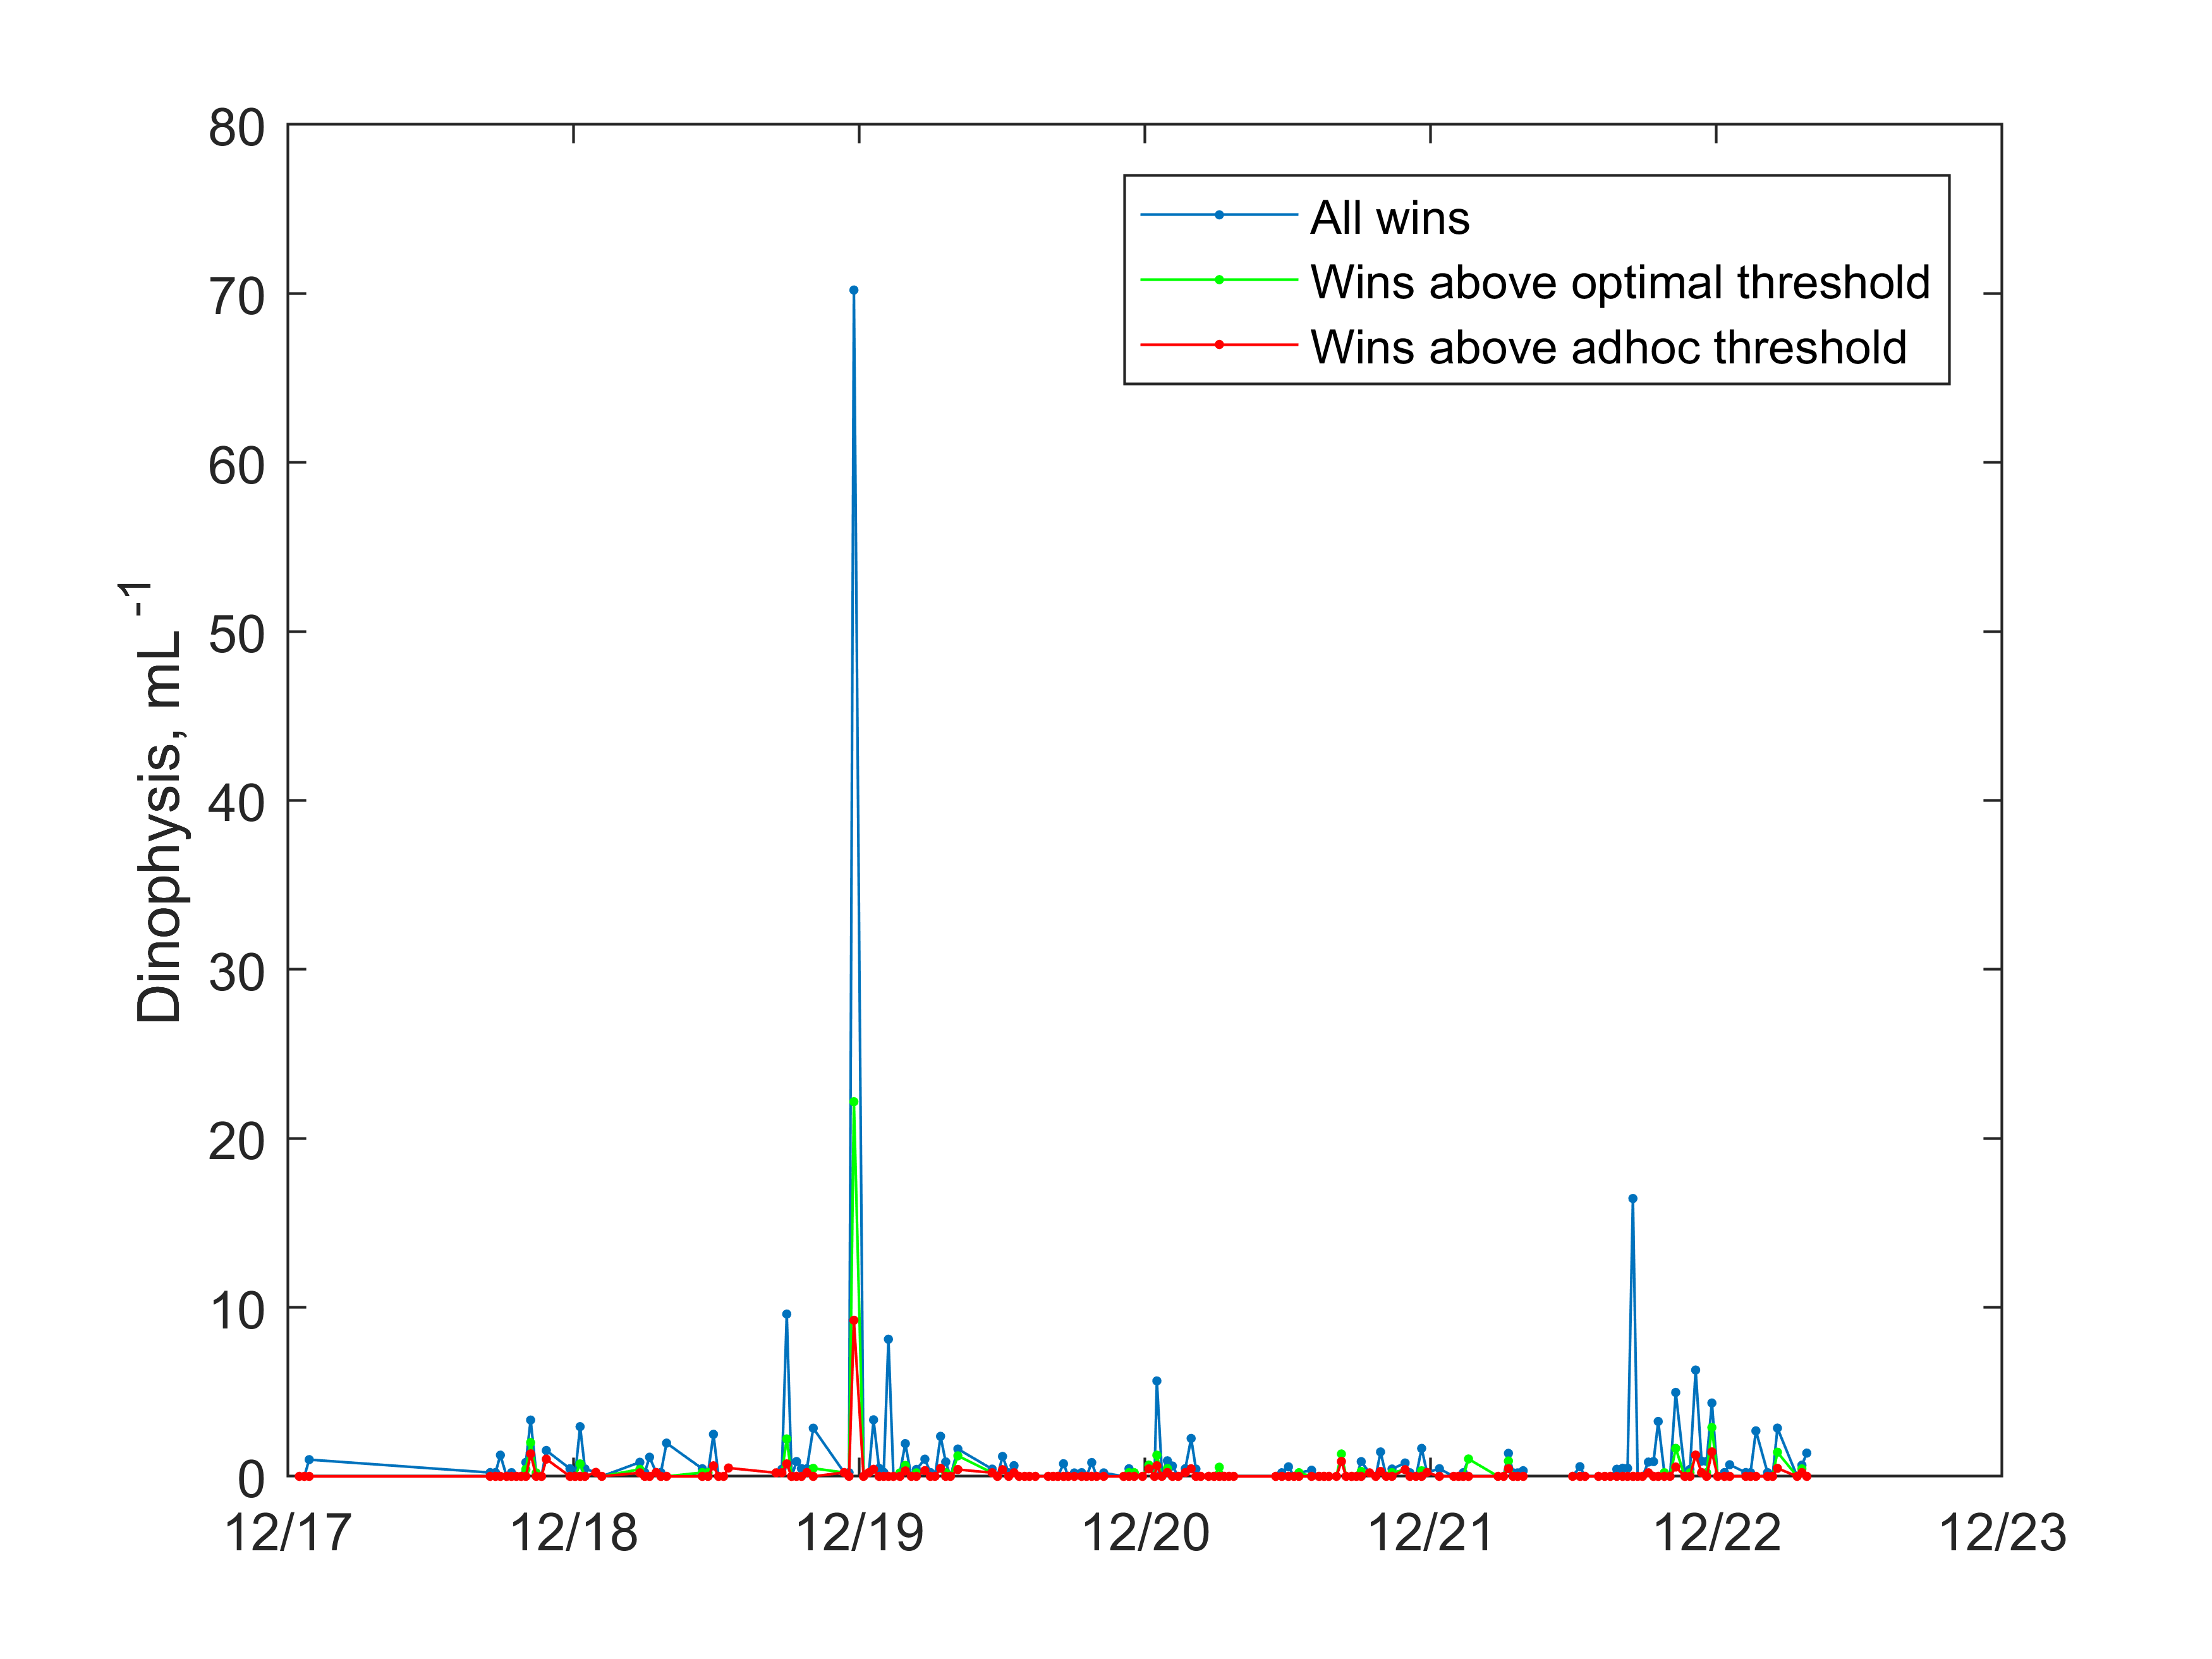 80
70
60
50
40
30
20
10
0
Dinophysis, mL⁻¹
All wins
Wins above optimal threshold
Wins above adhoc threshold
12/17 12/18 12/19 12/20 12/21 12/22 12/23